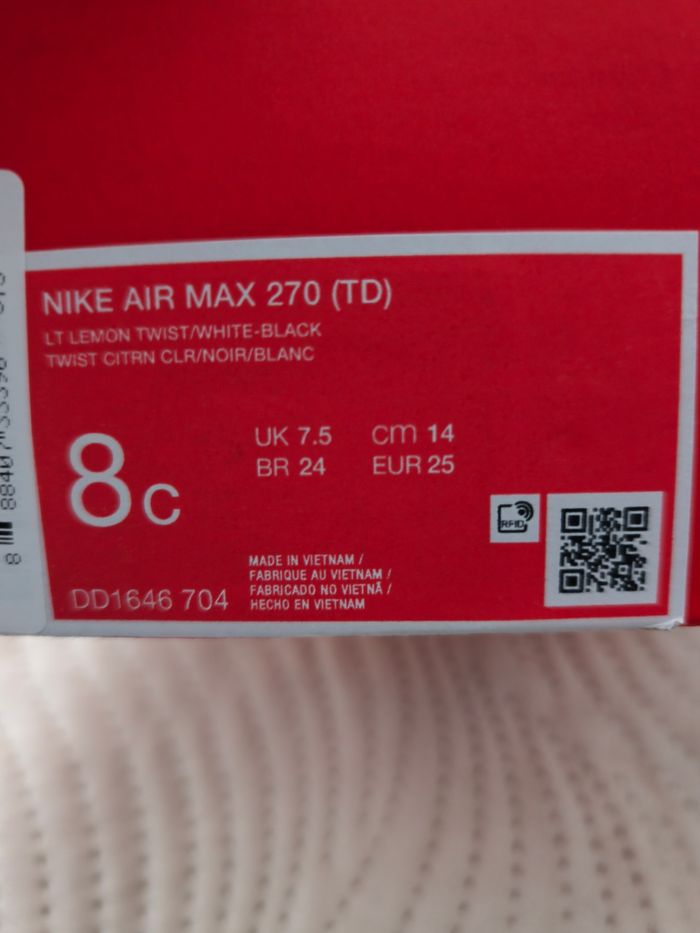 NIKE AIR MAX 270 (TD)
LT LEMON TWIST/WHITE-BLACK
TWIST CITRN CLR/NOIR/BLANC
8C
UK 7.5 cm 14
BR 24 EUR 25
RFID
MADE IN VIETNAM /
FABRIQUE AU VIETNAM /
FABRICADO NO VIETNÃ /
HECHO EN VIETNAM
DD1646 704